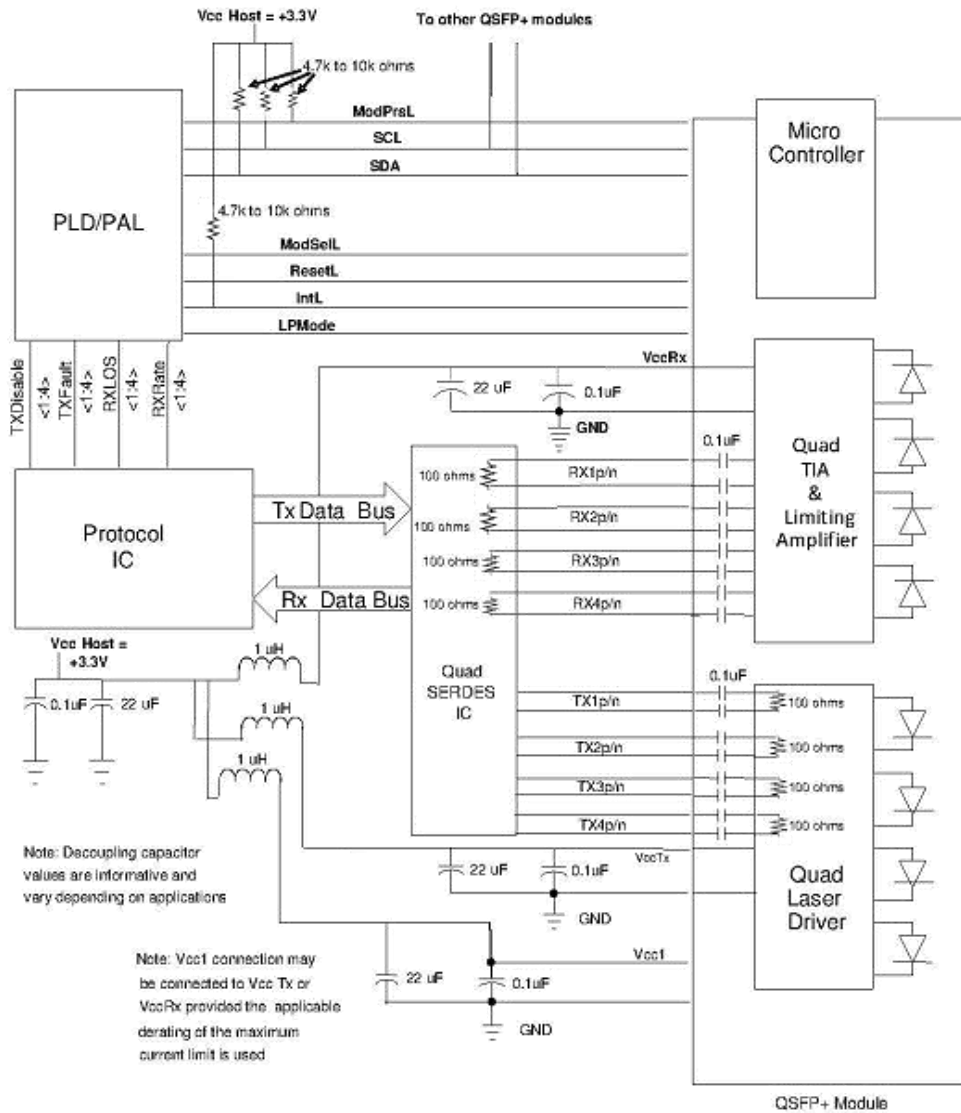 Vcc Host = +3.3V
To other QSFP+ modules
4.7k to 10k ohms
ModPrsL
SCL
SDA
Micro
Controller
PLD/PAL
4.7k to 10k ohms
ModSelL
ResetL
IntL
LPMode
TXDisable
<1:4>
TXFault
<1:4>
RXLOS
<1:4>
RXRate
<1:4>
VccRx
22 uF
0.1uF
GND
0.1uF
Quad
TIA
&
Limiting
Amplifier
100 ohms
RX1p/n
100 ohms
RX2p/n
100 ohms
RX3p/n
100 ohms
RX4p/n
Tx Data Bus
Protocol
IC
Rx Data Bus
Vcc Host =
+3.3V
0.1uF
22 uF
1 uH
1 uH
1 uH
Quad
SERDES
IC
0.1uF
TX1p/n
100 ohms
TX2p/n
100 ohms
TX3p/n
100 ohms
TX4p/n
100 ohms
VccTx
22 uF
0.1uF
GND
Quad
Laser
Driver
Note: Decoupling capacitor
values are informative and
vary depending on applications
Vcc1
22 uF
0.1uF
GND
Note: Vcc1 connection may
be connected to Vcc Tx or
VccRx provided the applicable
derating of the maximum
current limit is used
QSFP+ Module